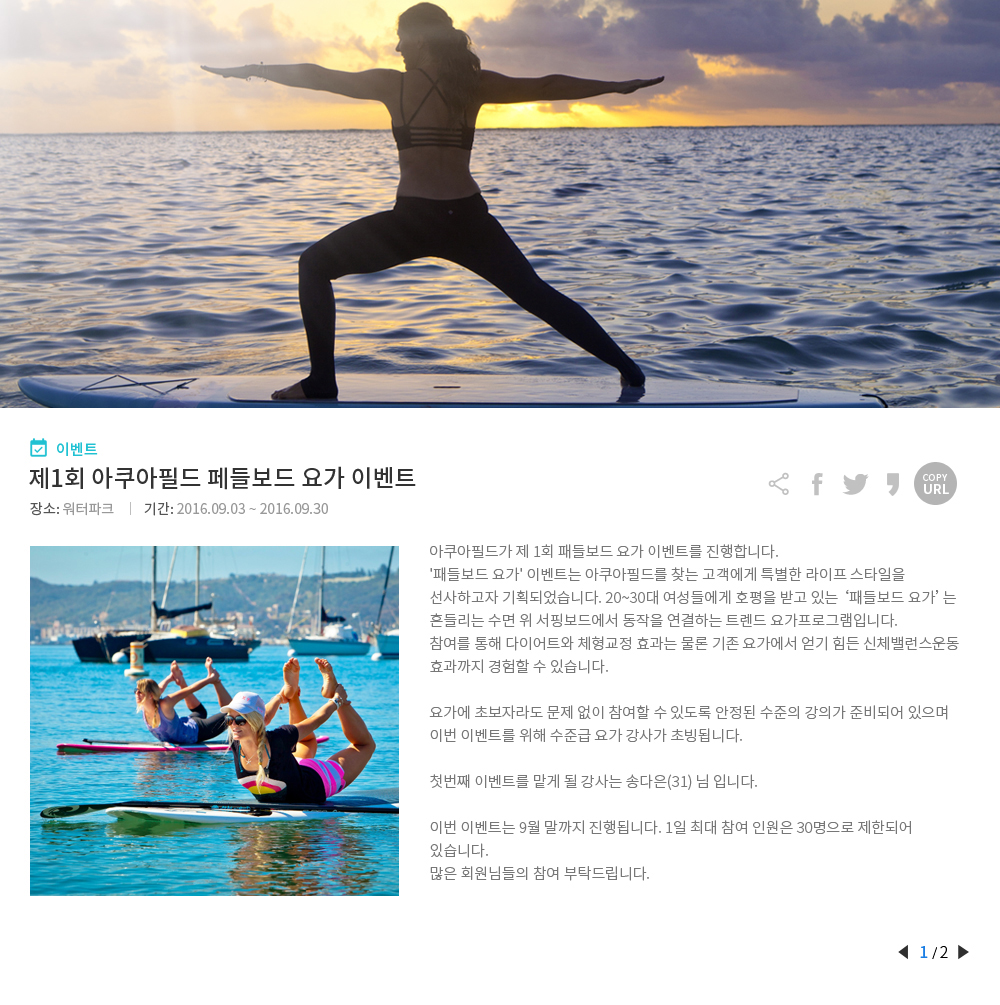 이벤트
제1회 아쿠아필드 페들보드 요가 이벤트
장소: 워터파크 | 기간: 2016.09.03 ~ 2016.09.30
COPY
URL
아쿠아필드가 제 1회 패들보드 요가 이벤트를 진행합니다.
'패들보드 요가' 이벤트는 아쿠아필드를 찾는 고객에게 특별한 라이프 스타일을
선사하고자 기획되었습니다. 20~30대 여성들에게 호평을 받고 있는 ‘패들보드 요가’ 는
흔들리는 수면 위 서핑보드에서 동작을 연결하는 트렌드 요가프로그램입니다.
참여를 통해 다이어트와 체형교정 효과는 물론 기존 요가에서 얻기 힘든 신체밸런스운동
효과까지 경험할 수 있습니다.
요가에 초보자라도 문제 없이 참여할 수 있도록 안정된 수준의 강의가 준비되어 있으며
이번 이벤트를 위해 수준급 요가 강사가 초빙됩니다.
첫번째 이벤트를 맡게 될 강사는 송다은(31) 님 입니다.
이번 이벤트는 9월 말까지 진행됩니다. 1일 최대 참여 인원은 30명으로 제한되어
있습니다.
많은 회원님들의 참여 부탁드립니다.
1 / 2